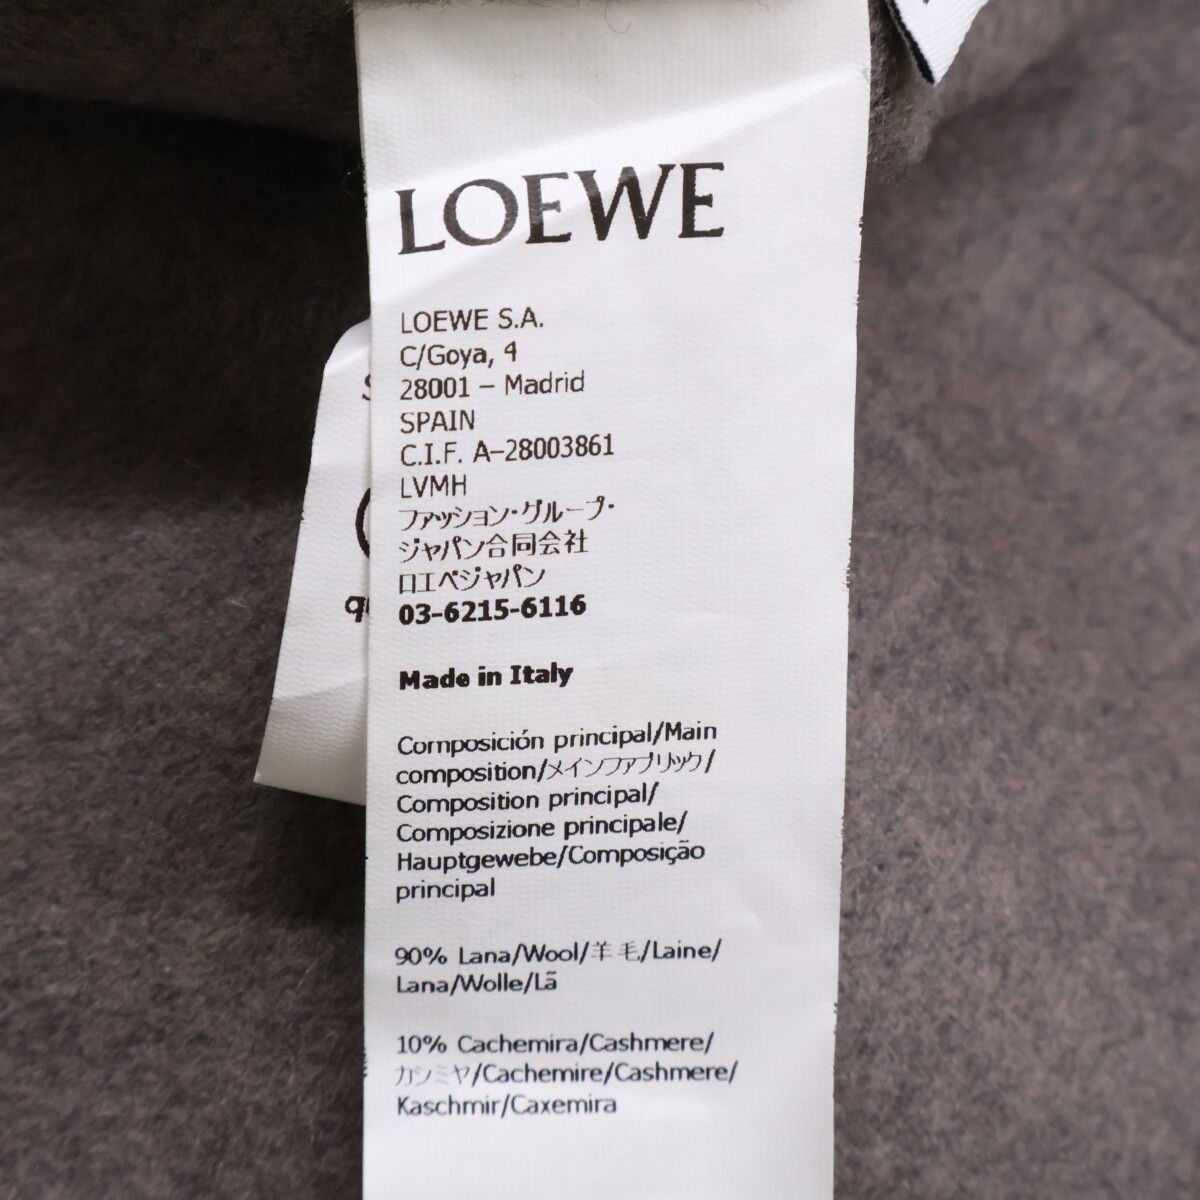 LOEWE
LOEWE S.A.
C/Goya, 4
28001 – Madrid
SPAIN
C.I.F. A-28003861
LVMH
ファッション・グループ・
ジャパン合同会社
ロエベジャパン
03-6215-6116
Made in Italy
Composición principal/Main
composition/メインファブリック/
Composition principal/
Composizione principale/
Hauptgewebe/Composição
principal
90% Lana/Wool/羊毛/Laine/
Lana/Wolle/Lã
10% Cachemira/Cashmere/
カシミヤ/Cachemire/Cashmere/
Kaschmir/Caxemira